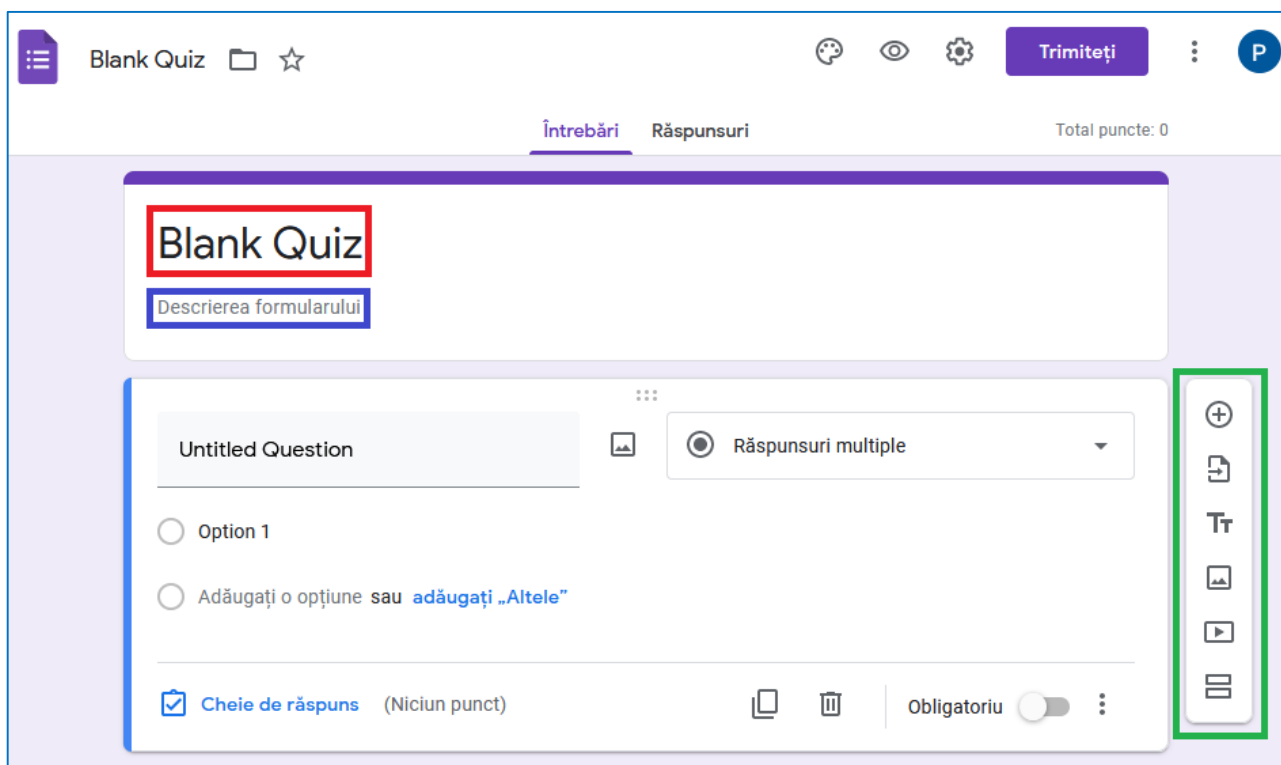 Blank Quiz
Trimiteți
P
Întrebări Răspunsuri Total puncte: 0
Blank Quiz
Descrierea formularului
Untitled Question Răspunsuri multiple
Tт
Option 1
Adăugați o opțiune sau adăugați „Altele”
Cheie de răspuns (Niciun punct) Obligatoriu